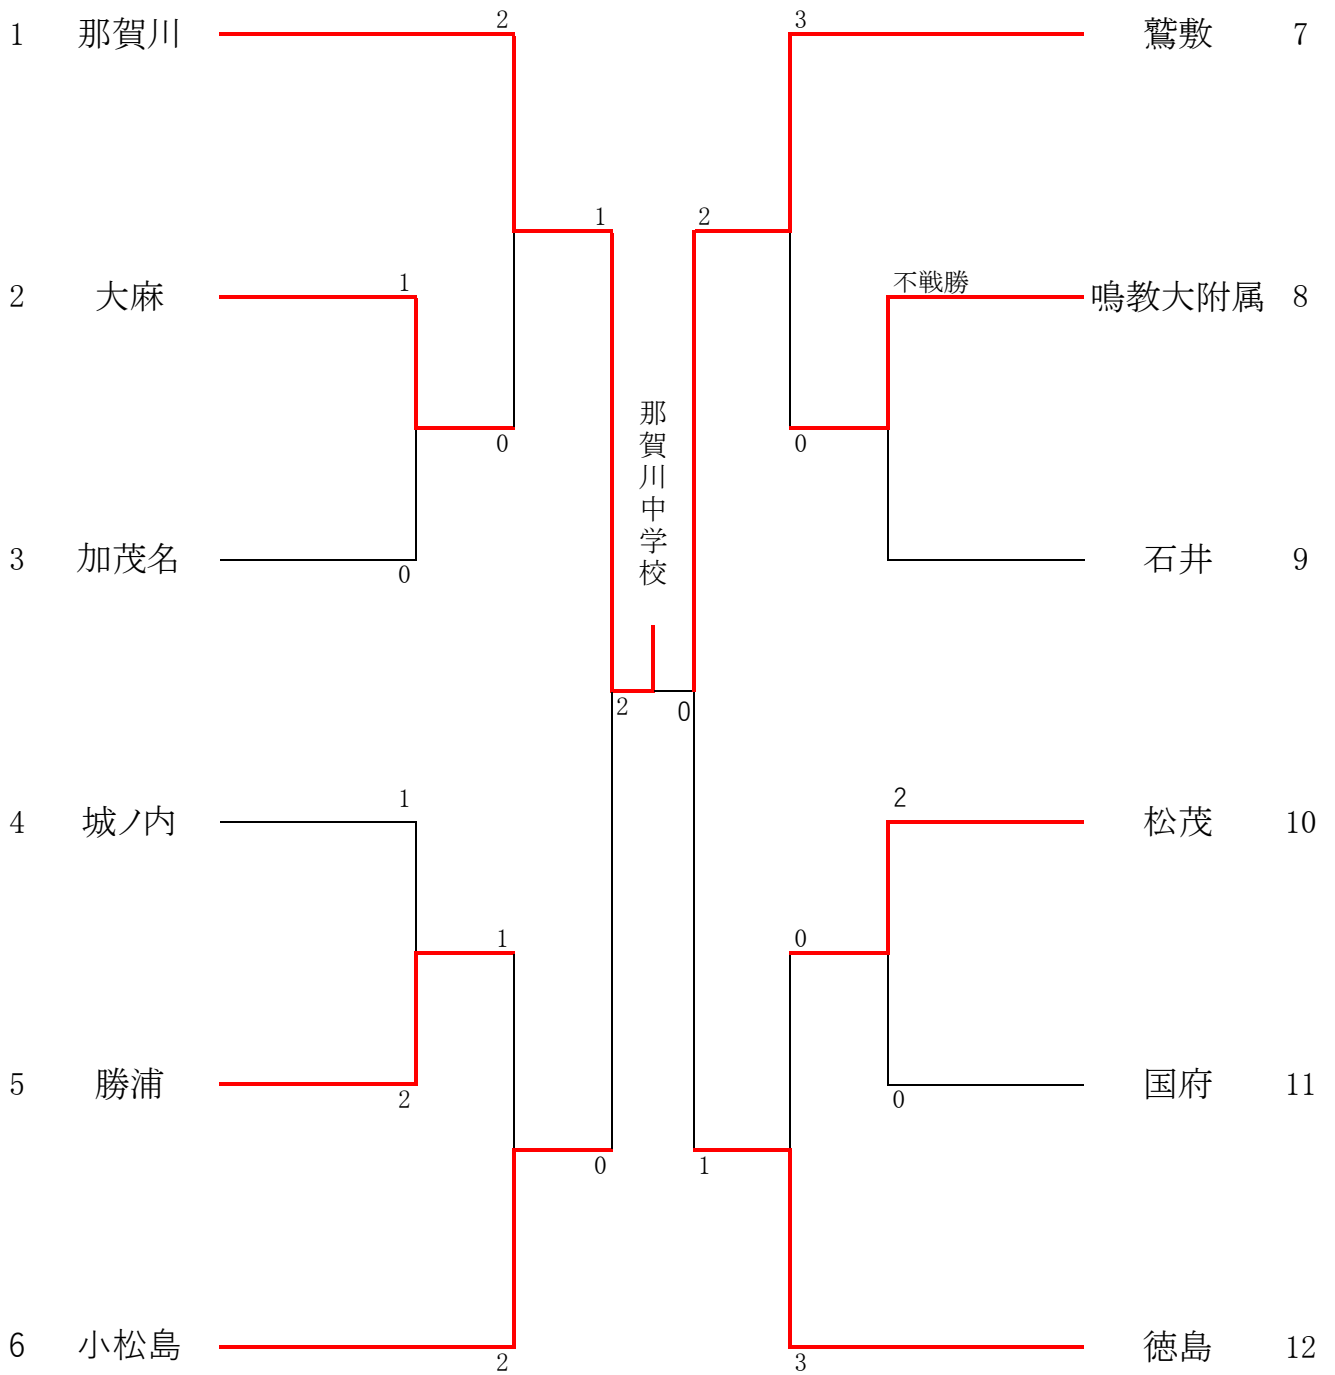 1 那賀川 2 3 鷲敷 7
1 2
2 大麻 1 不戦勝 鳴教大附属 8
那賀川中学校
0 0
3 加茂名 0 石井 9
2 0
4 城ノ内 1 2 松茂 10
1 0
5 勝浦 2 0 国府 11
0 1
6 小松島 2 3 徳島 12